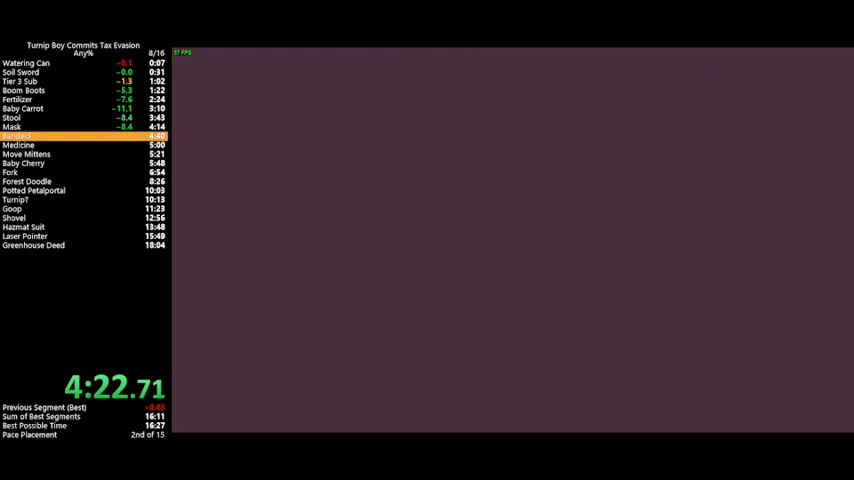 Turnip Boy Commits Tax Evasion
Any% 8/16
Watering Can +0.1 0:07
Soil Sword −0.0 0:31
Tier 3 Sub −1.3 1:02
Boom Boots −5.3 1:22
Fertilizer −7.6 2:24
Baby Carrot −11.1 3:10
Stool −8.4 3:43
Mask −8.4 4:14
Bandaid 4:40
Medicine 5:00
Move Mittens 5:21
Baby Cherry 5:48
Fork 6:54
Forest Doodle 8:26
Potted Petalportal 10:03
Turnip? 10:13
Goop 11:23
Shovel 12:56
Hazmat Suit 13:48
Laser Pointer 15:49
Greenhouse Deed 18:04
4:22.71
Previous Segment (Best) +0.03
Sum of Best Segments 16:11
Best Possible Time 16:27
Pace Placement 2nd of 15
57 FPS